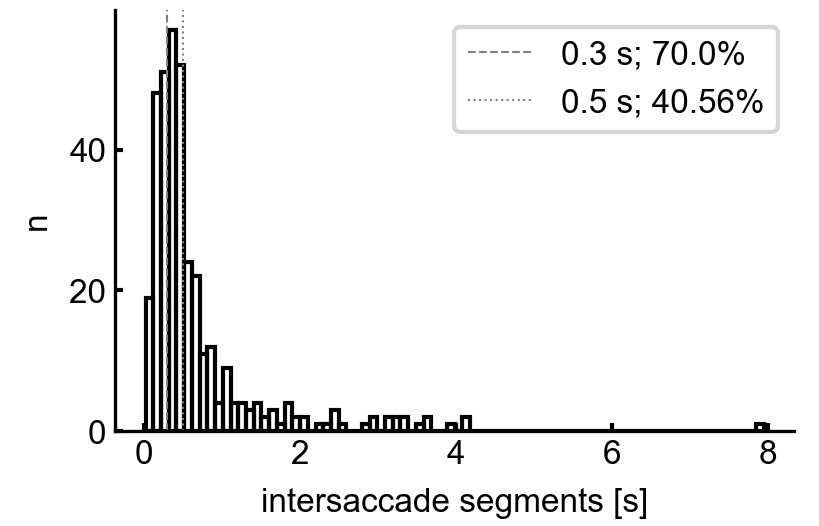 0.3 s; 70.0%
0.5 s; 40.56%
40
n
20
0
0 2 4 6 8
intersaccade segments [s]